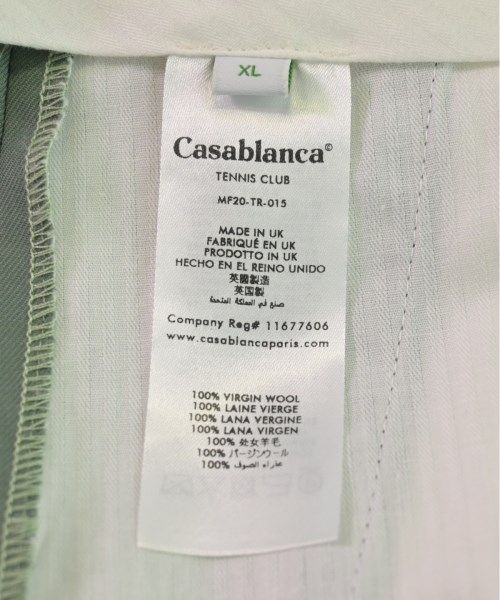 XL
Casablanca©
TENNIS CLUB
MF20-TR-015
MADE IN UK
FABRIQUÉ EN UK
PRODOTTO IN UK
HECHO EN EL REINO UNIDO
英國製造
英国製
صنع في المملكة المتحدة
Company Reg# 11677606
www.casablancaparis.com
100% VIRGIN WOOL
100% LAINE VIERGE
100% LANA VERGINE
100% LANA VIRGEN
100% 处女羊毛
100% バージンウール
100% عذراء الصوف